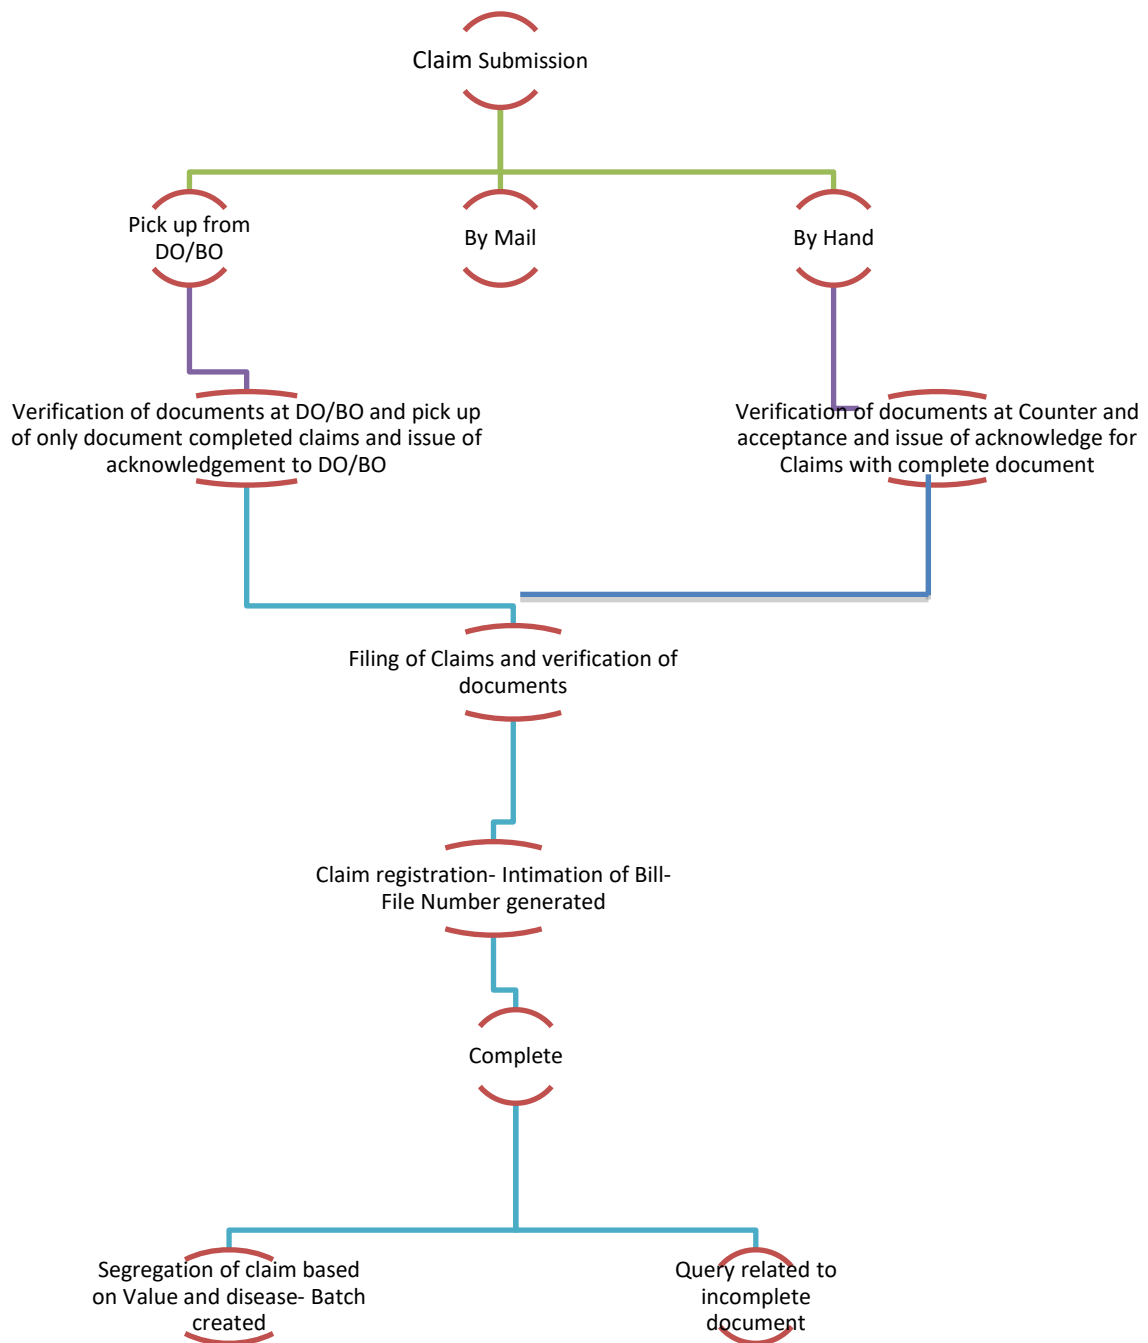 Claim Submission
Pick up from
DO/BO
By Mail
By Hand
Verification of documents at DO/BO and pick up
of only document completed claims and issue of
acknowledgement to DO/BO
Verification of documents at Counter and
acceptance and issue of acknowledge for
Claims with complete document
Filing of Claims and verification of
documents
Claim registration- Intimation of Bill-
File Number generated
Complete
Segregation of claim based
on Value and disease- Batch
created
Query related to
incomplete
document